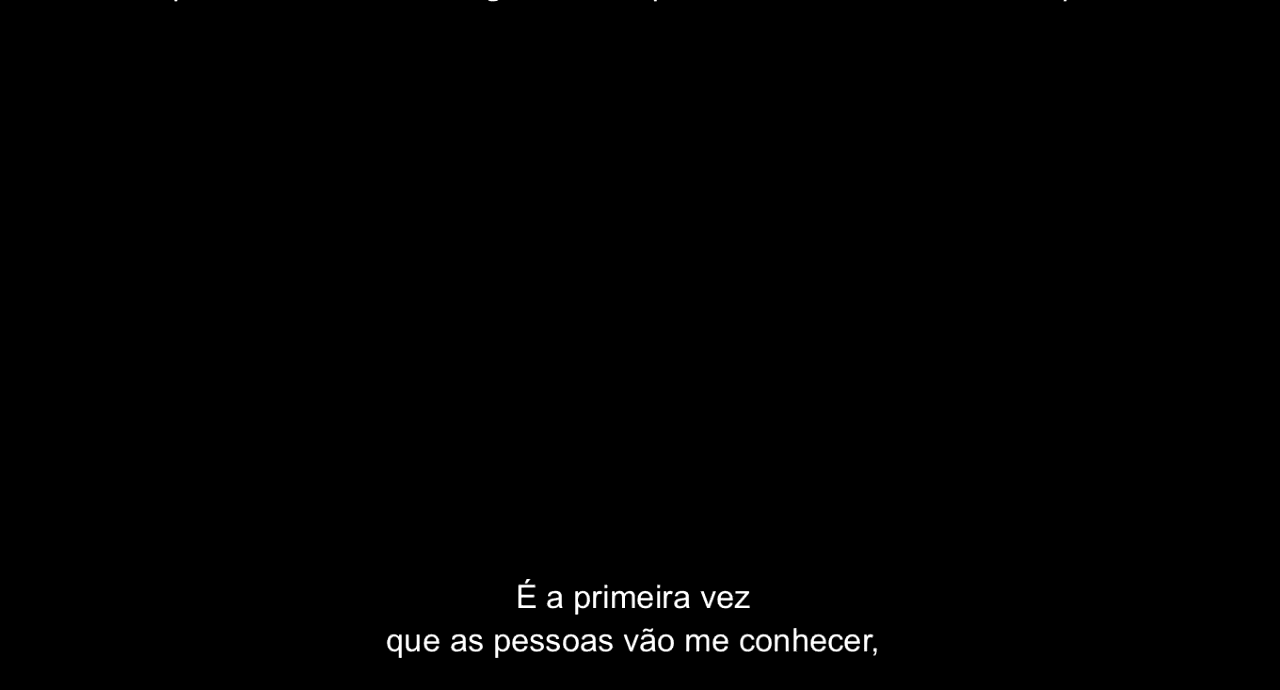 É a primeira vez
que as pessoas vão me conhecer,